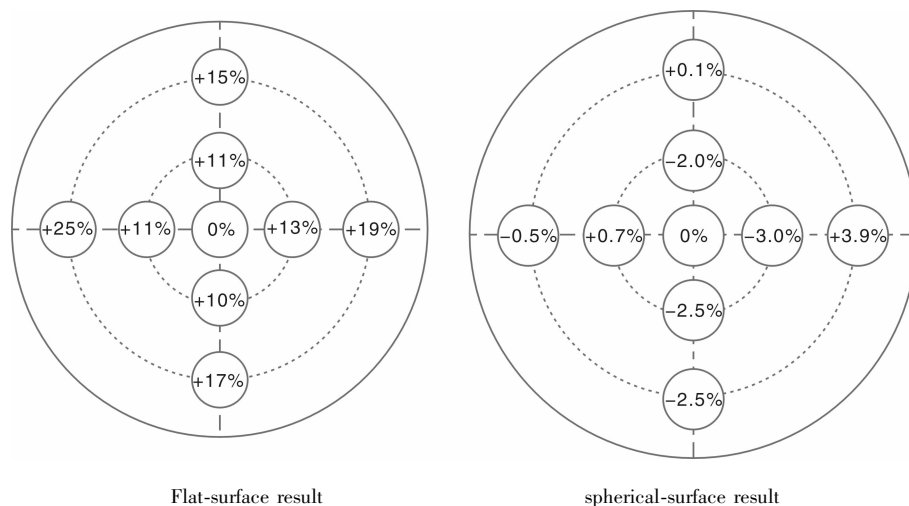 +15%
+11%
+25% +11% 0% +13% +19%
+10%
+17%
Flat-surface result
+0.1%
−2.0%
−0.5% +0.7% 0% −3.0% +3.9%
−2.5%
−2.5%
spherical-surface result